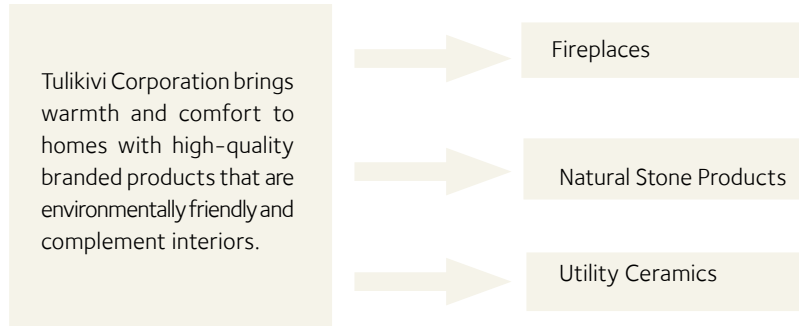 Tulikivi Corporation brings
warmth and comfort to
homes with high-quality
branded products that are
environmentally friendly and
complement interiors.
Fireplaces
Natural Stone Products
Utility Ceramics